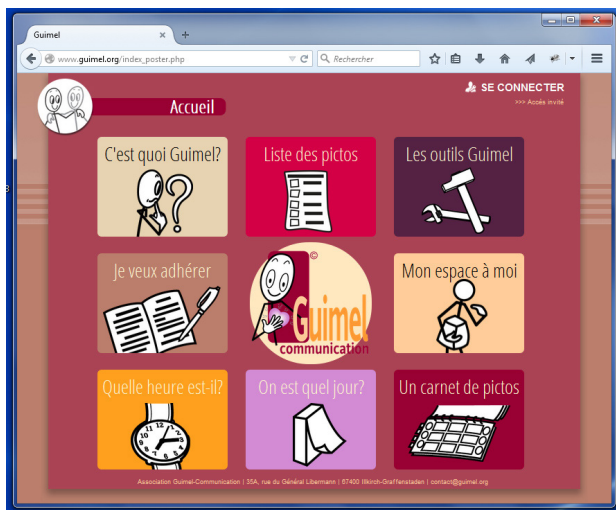 Guimel
www.guimel.org/index_poster.php
Rechercher
SE CONNECTER
>>> Accès invité
Accueil
C'est quoi Guimel?
Liste des pictos
Les outils Guimel
Je veux adhérer
©
Guimel
communication
Mon espace à moi
Quelle heure est-il?
On est quel jour?
Un carnet de pictos
Association Guimel-Communication | 35A, rue du Général Libermann | 67400 Illkirch-Graffenstaden | contact@guimel.org